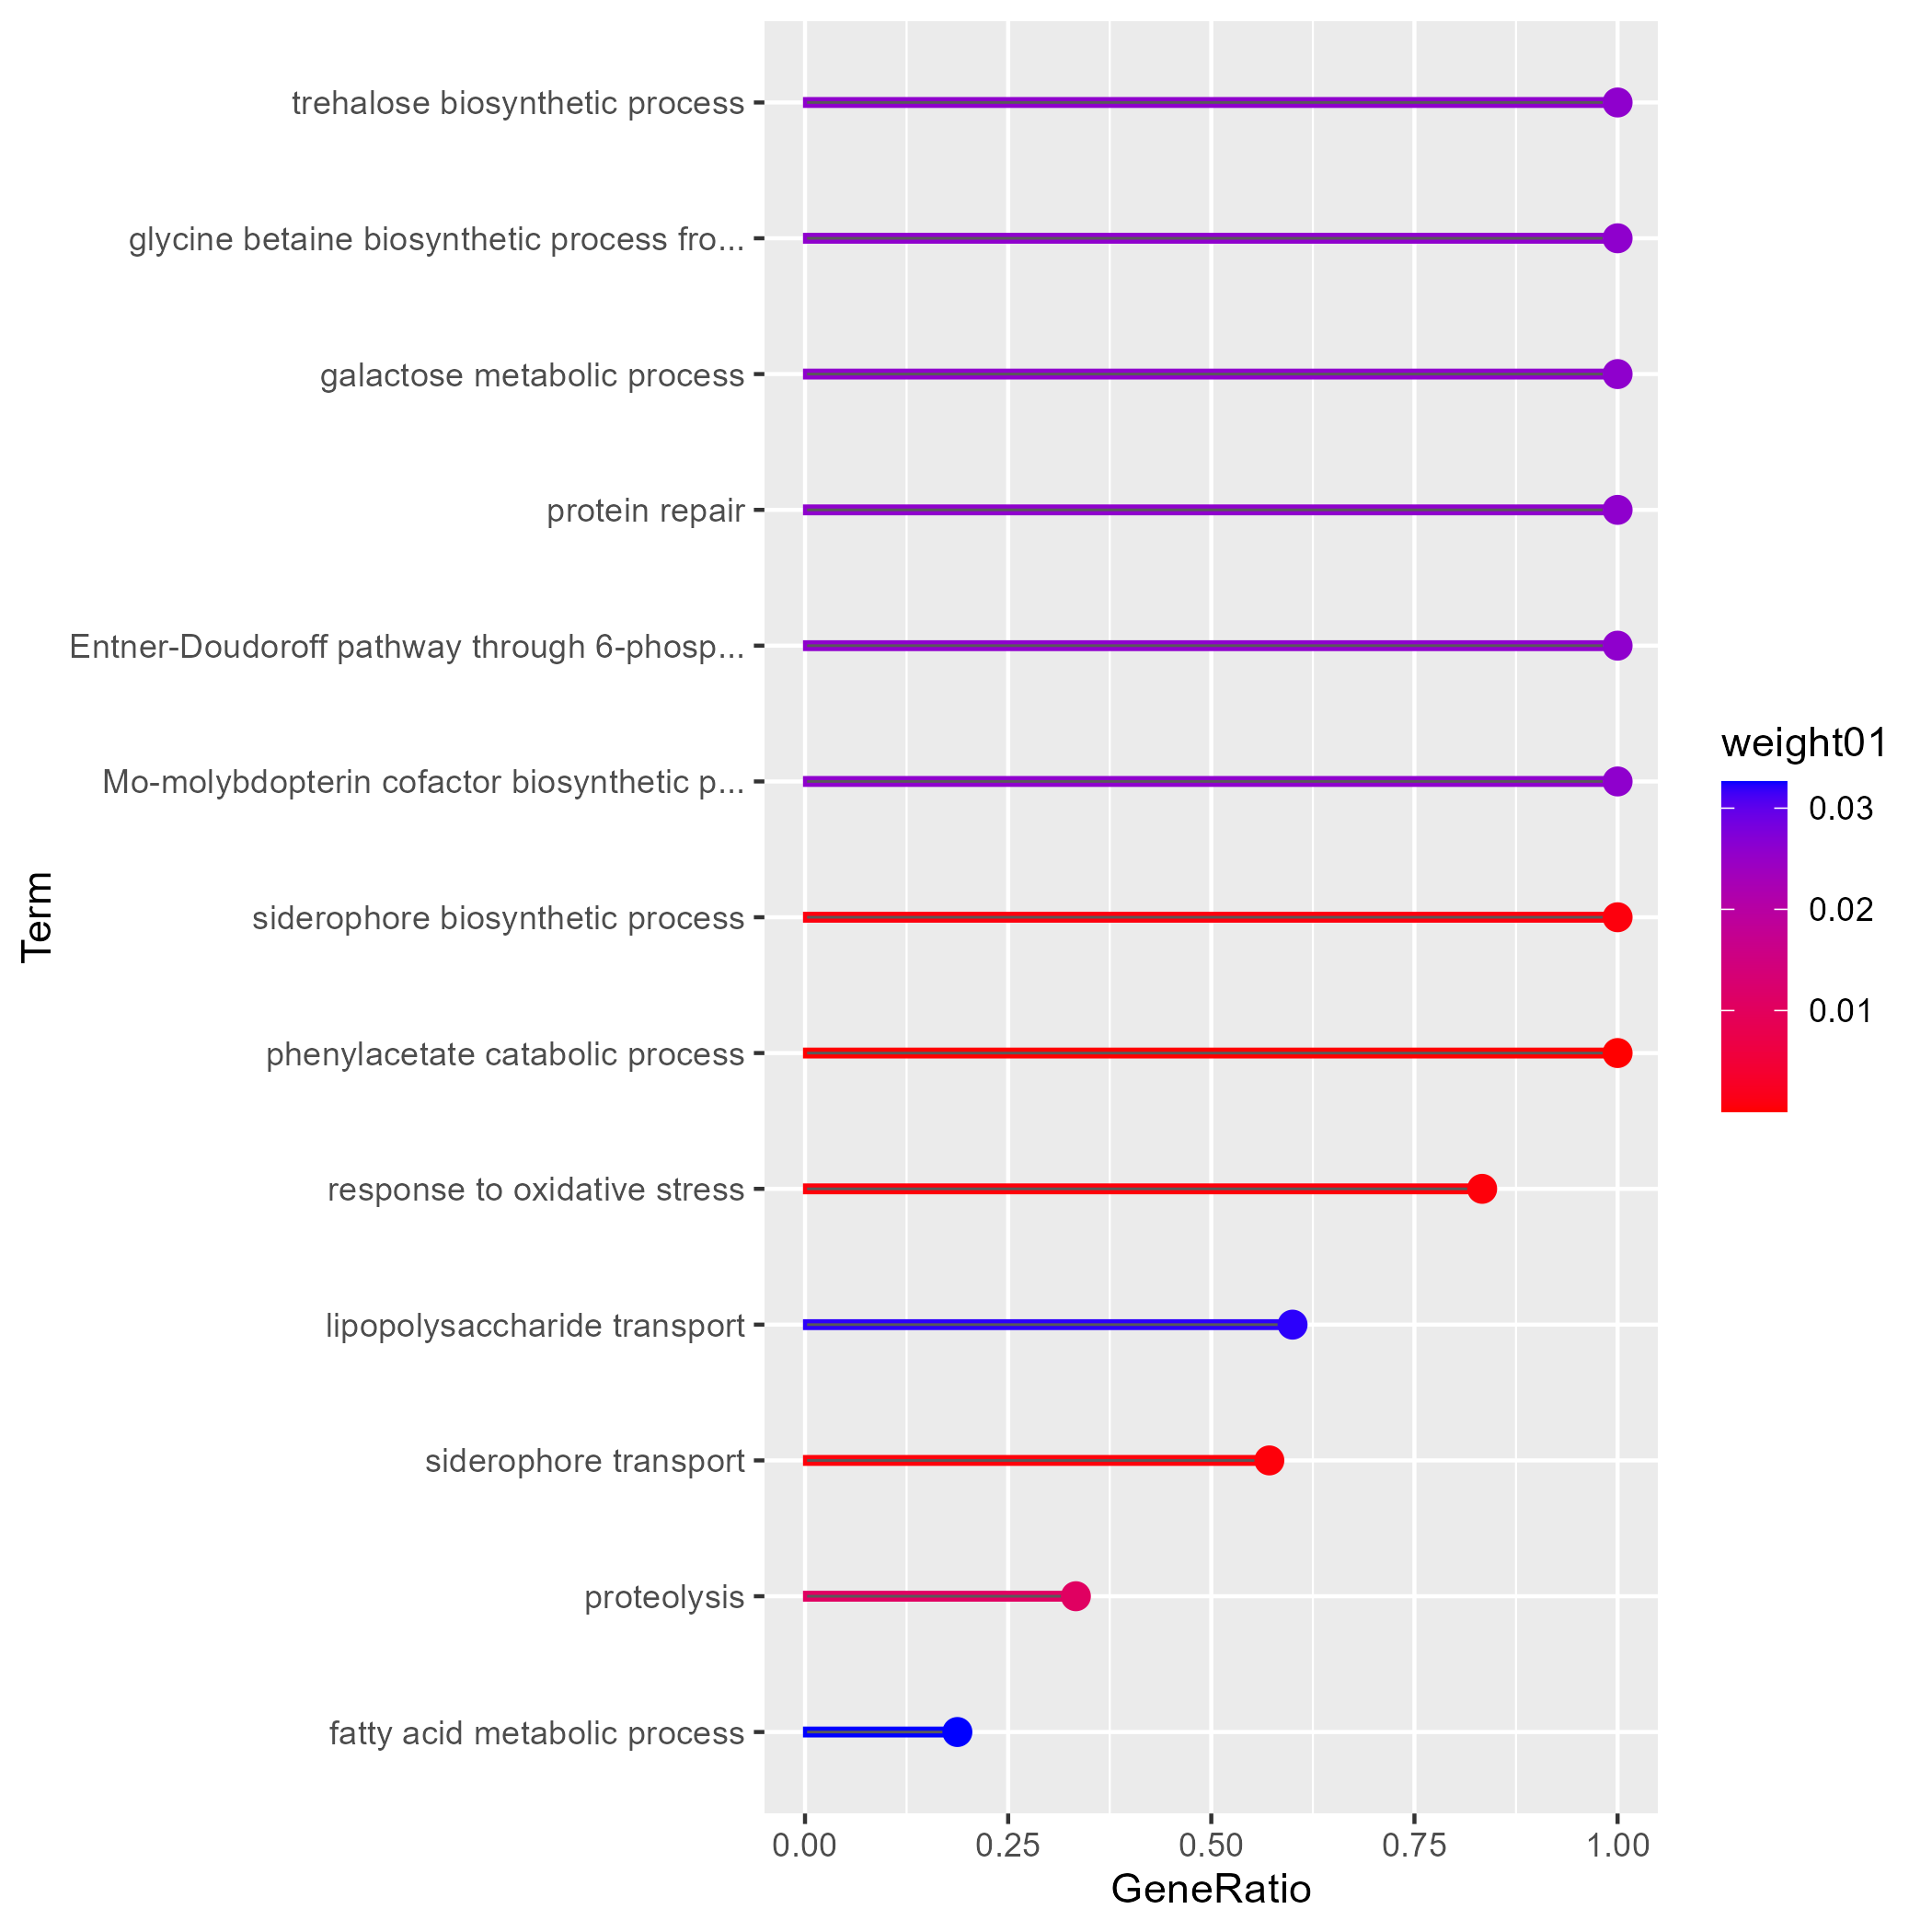 trehalose biosynthetic process
glycine betaine biosynthetic process fro...
galactose metabolic process
protein repair
Entner-Doudoroff pathway through 6-phosp...
Mo-molybdopterin cofactor biosynthetic p...
siderophore biosynthetic process
phenylacetate catabolic process
response to oxidative stress
lipopolysaccharide transport
siderophore transport
proteolysis
fatty acid metabolic process
Term
0.00 0.25 0.50 0.75 1.00
GeneRatio
weight01
0.03
0.02
0.01